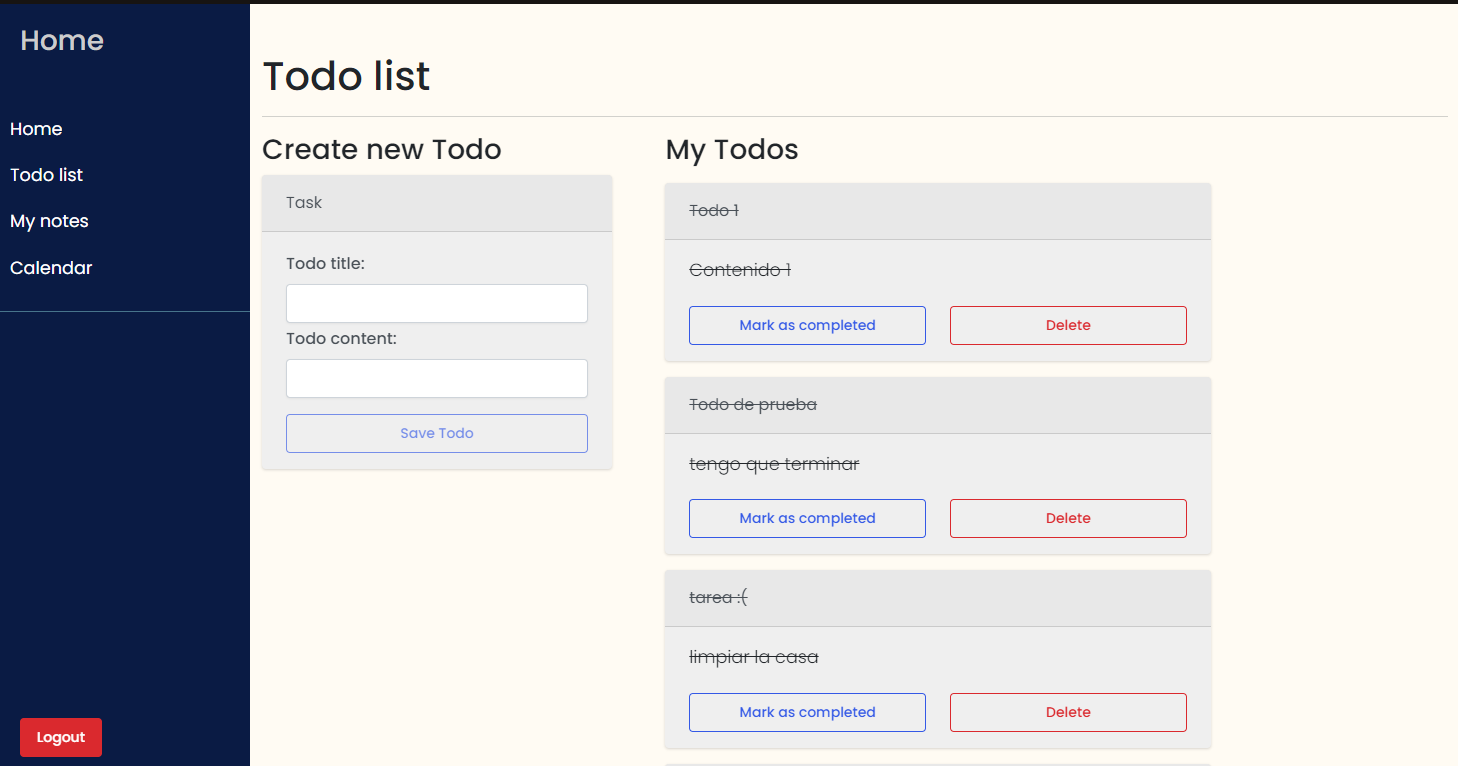 Home
Home
Todo list
My notes
Calendar
Logout
Todo list
Create new Todo
Task
Todo title:
Todo content:
Save Todo
My Todos
Todo 1
Contenido 1
Mark as completed Delete
Todo de prueba
tengo que terminar
Mark as completed Delete
tarea :(
limpiar la casa
Mark as completed Delete